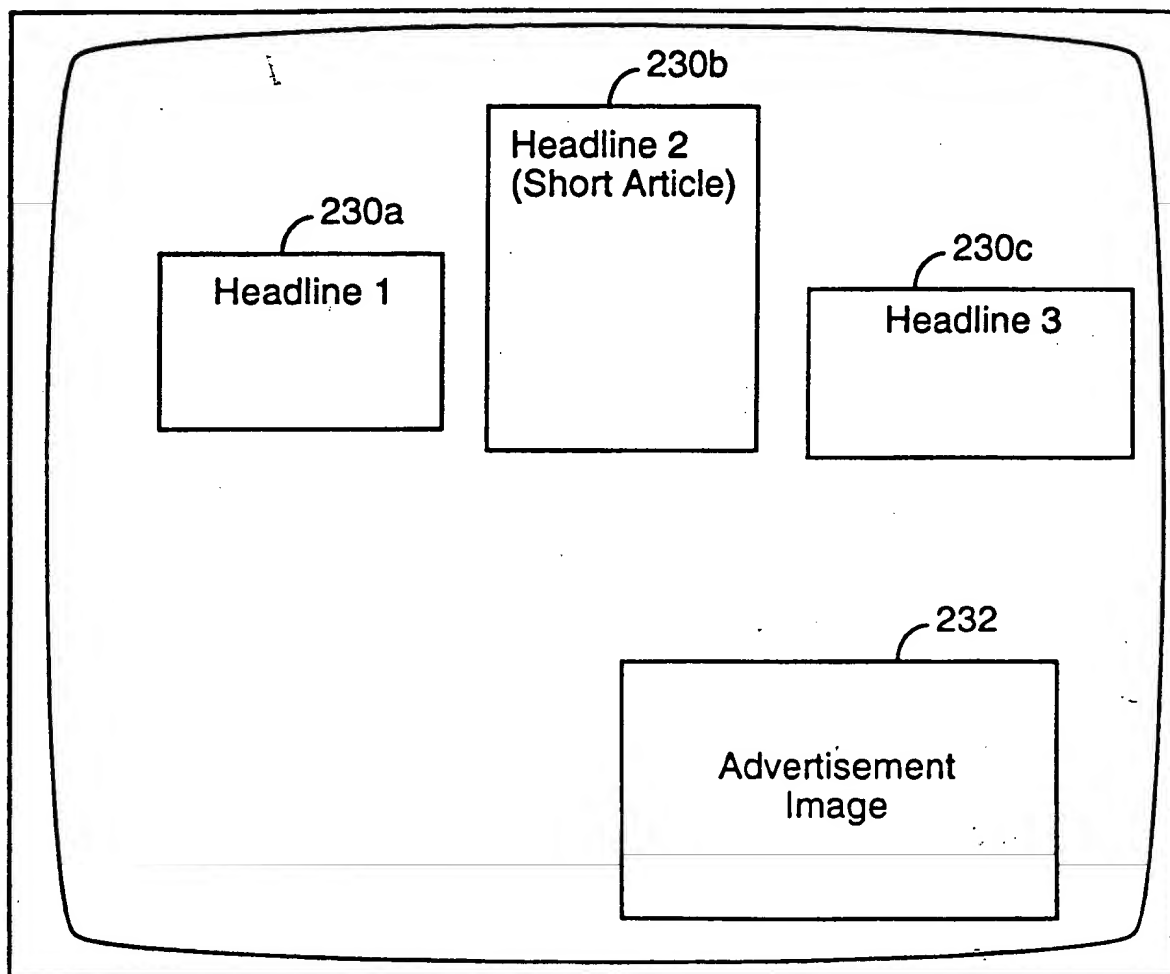 230b
Headline 2
(Short Article)
230a
Headline 1
230c
Headline 3
232
Advertisement
Image